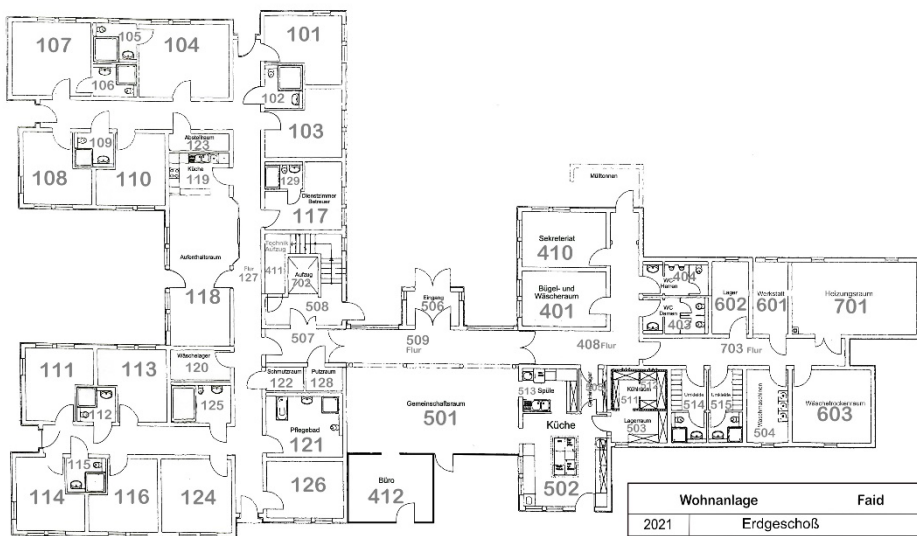 107
105
104
106
101
102
103
109
Abstellraum
123
Küche
119
108
110
129
Dienstzimmer
Betreuer
117
Mülltonnen
Aufenthaltsraum
118
Flur
127
Technik
Aufzug
411
Aufzug
702
508
Eingang
506
Sekreteriat
410
Bügel- und
Wäscheraum
401
WC
Herren
404
WC
Damen
403
Lager
602
Werkstatt
601
Heizungsraum
701
507
509
Flur
408 Flur
703 Flur
111
113
Wäschelager
120
112
125
Schmutzraum
122
Putzraum
128
Pflegebad
121
Gemeinschaftsraum
501
513
Spüle
Kühlraum
511
Lagerraum
503
Umkleide
514
Umkleide
515
504
Wäschetrockenraum
603
Küche
502
115
114
116
124
126
Büro
412
Wohnanlage Faid
2021 Erdgeschoß